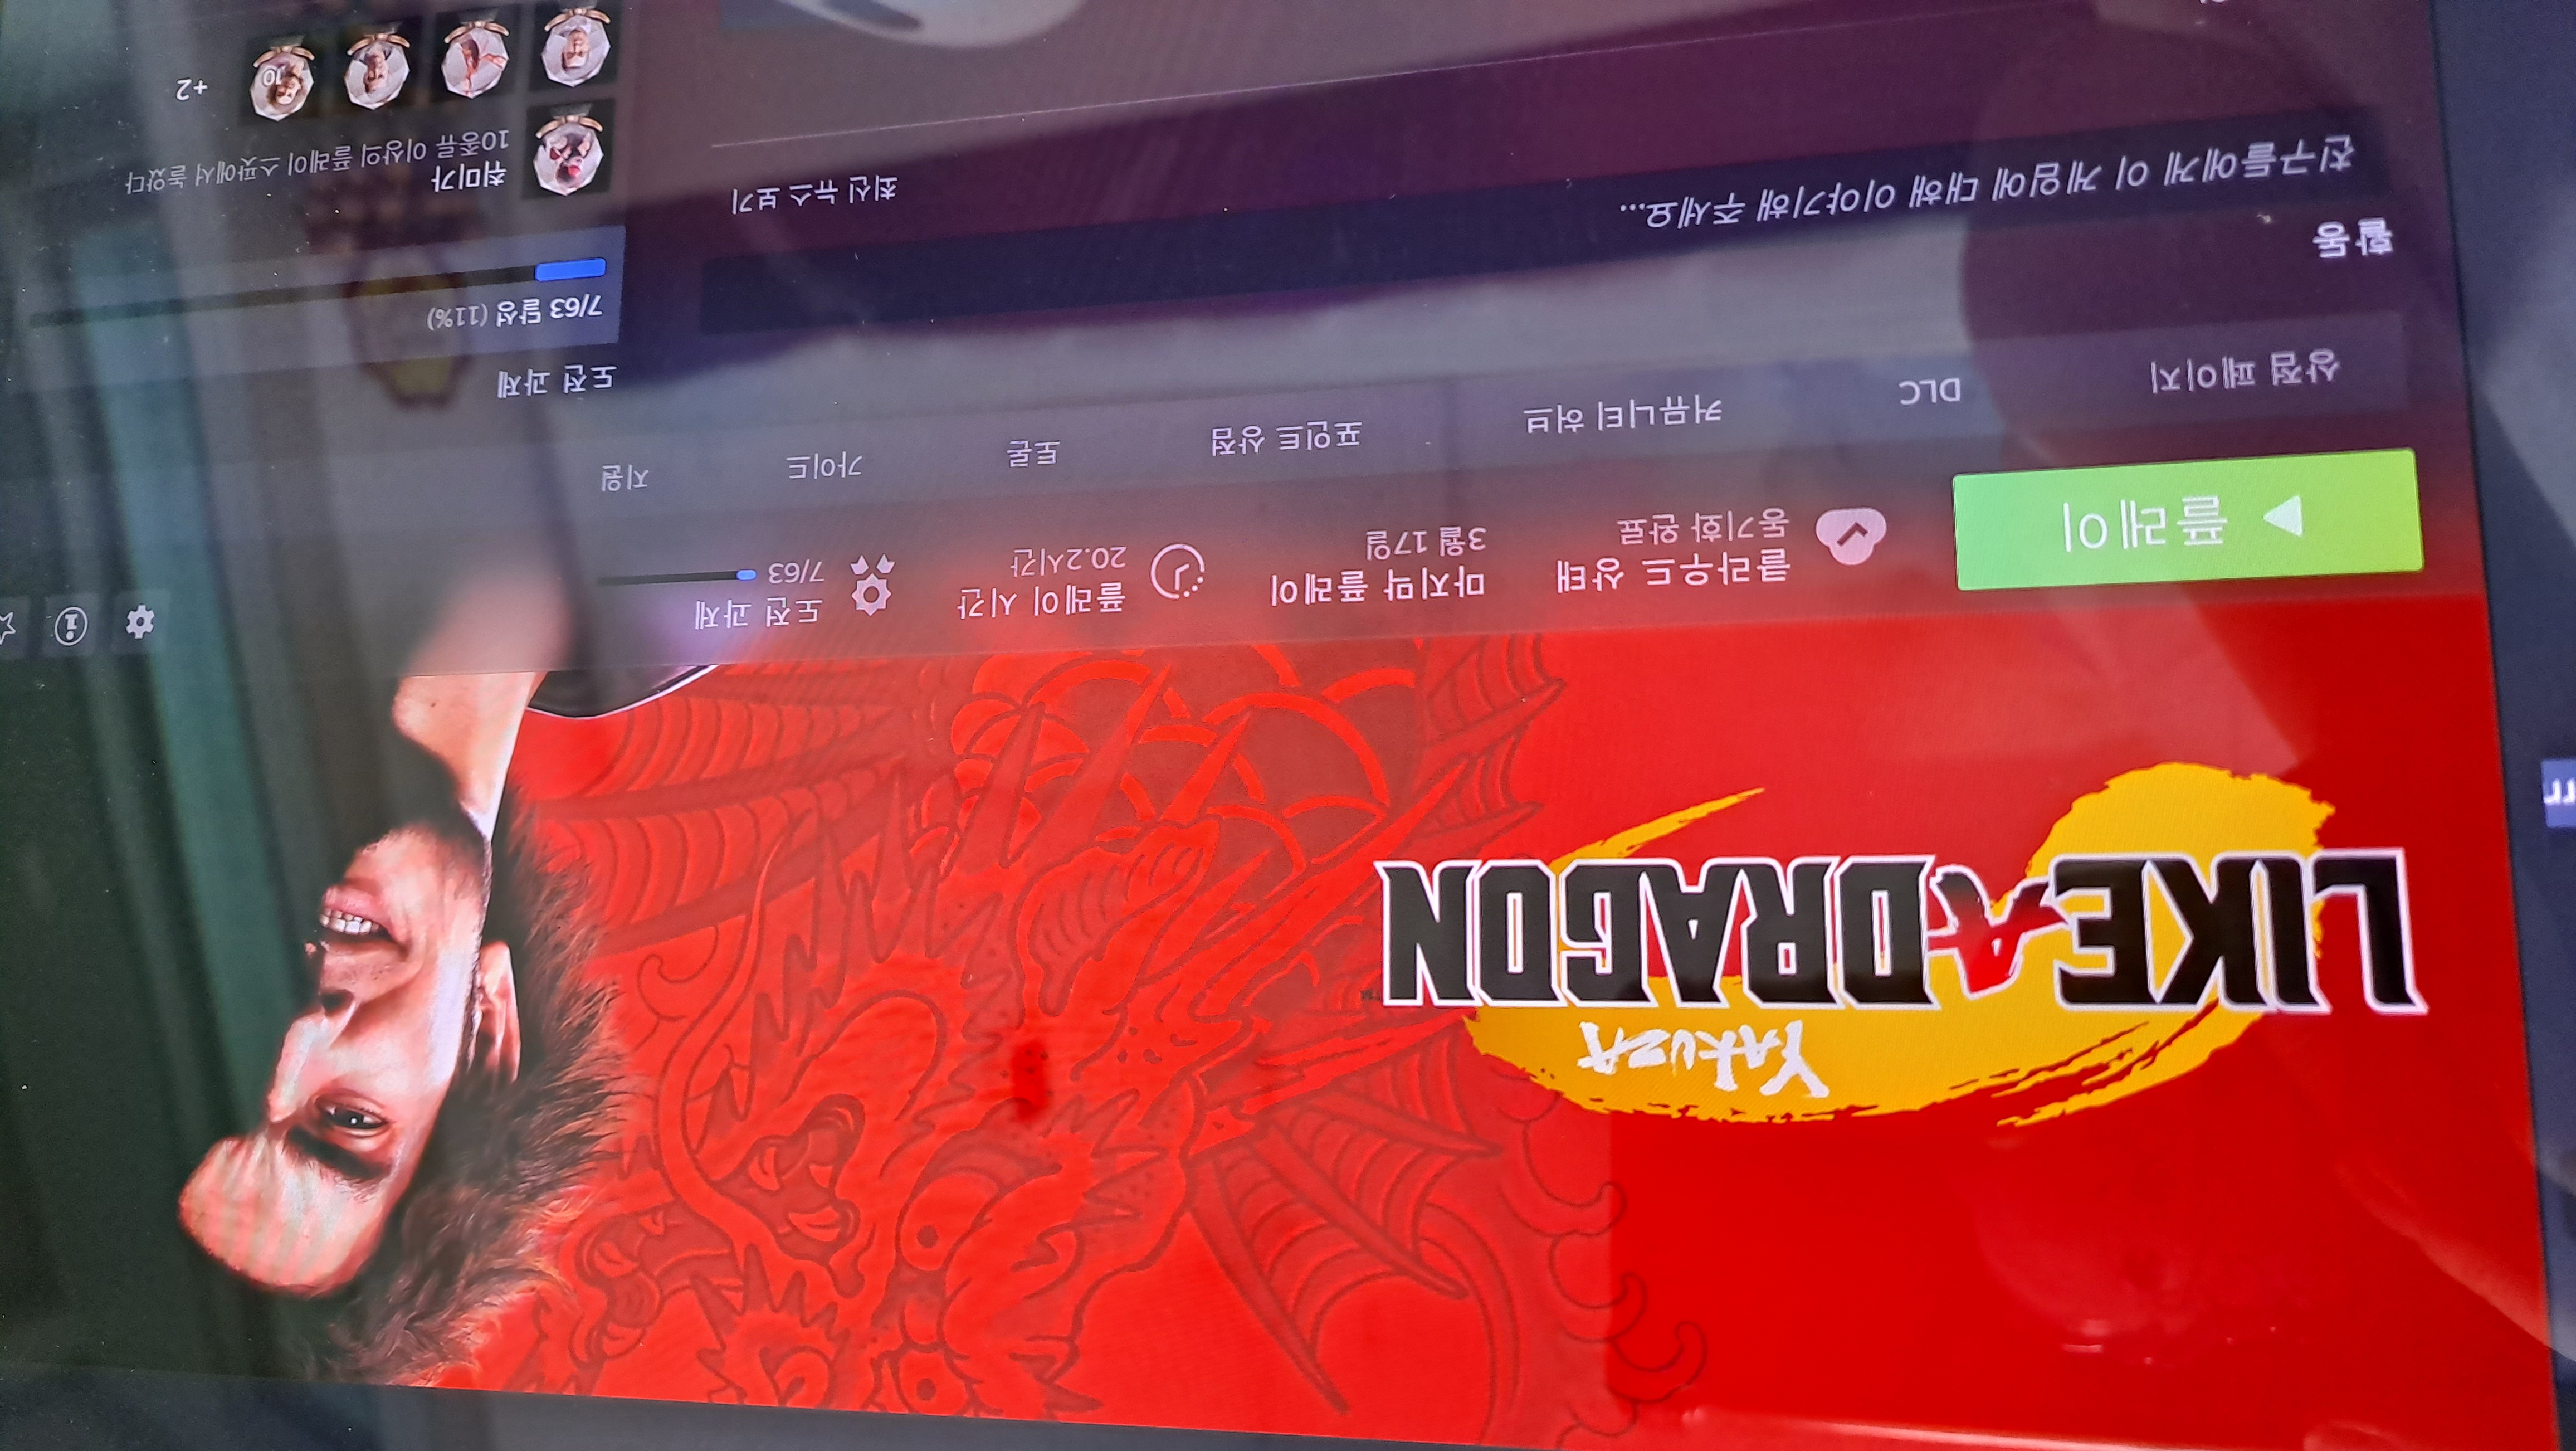 YAKUZA
LIKE A DRAGON
플레이
클라우드 상태
동기화 완료
마지막 플레이
3월 17일
플레이 시간
20.2시간
도전 과제
7/63
상점 페이지
DLC
커뮤니티 허브
포인트 상점
토론
가이드
지원
활동
친구들에게 이 게임에 대해 이야기해 주세요...
최신 뉴스 보기
도전 과제
7/63 달성 (11%)
취미가
10종류 이상의 플레이 스팟에서 놀았다
10
+2